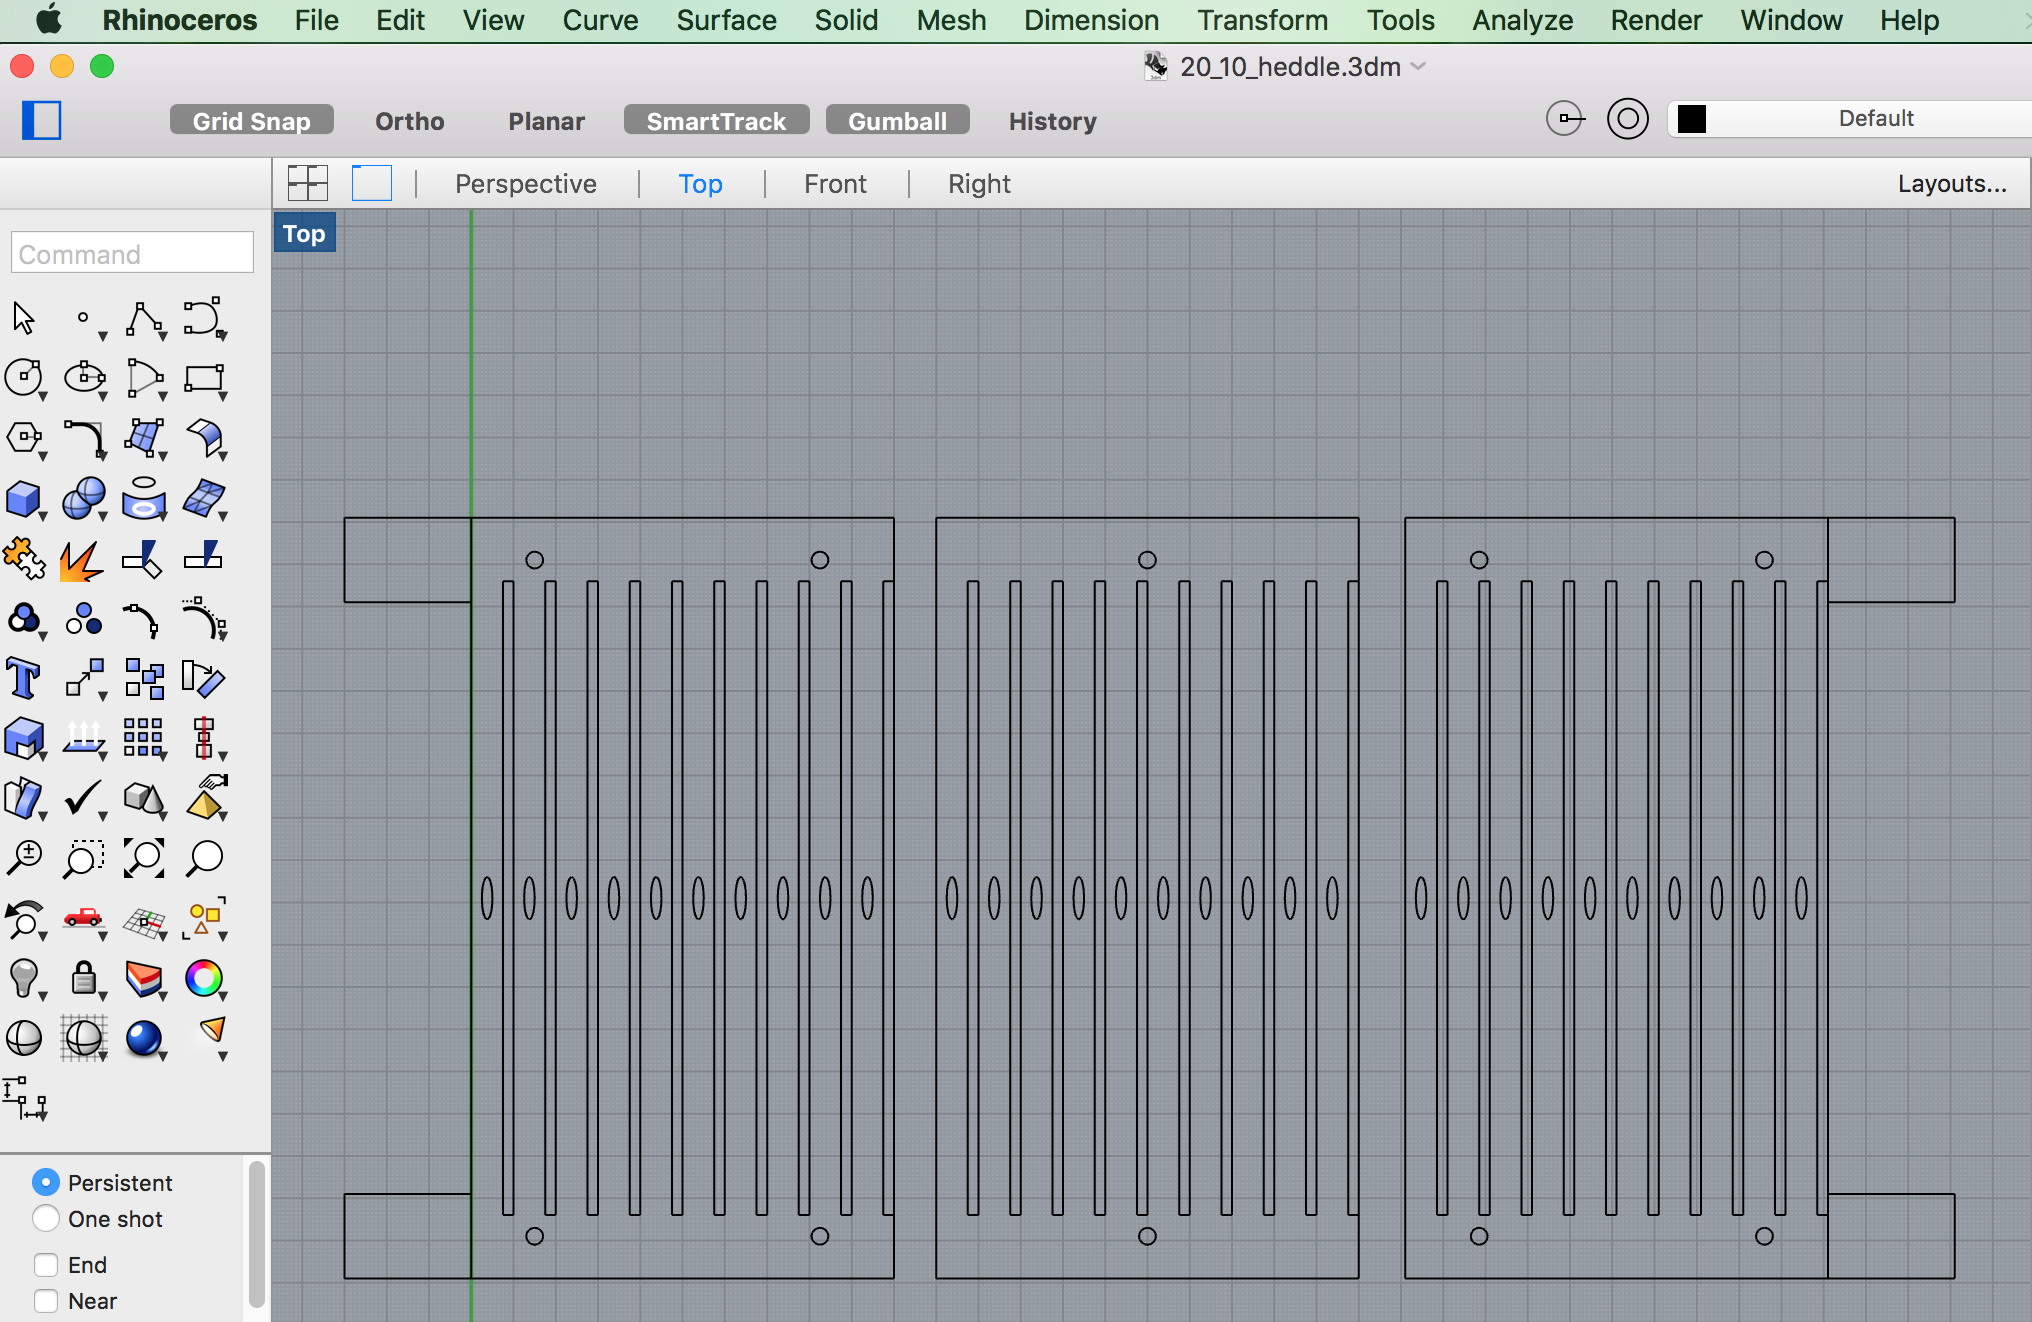 Rhinoceros File Edit View Curve Surface Solid Mesh Dimension Transform Tools Analyze Render Window Help
20_10_heddle.3dm
Grid Snap Ortho Planar SmartTrack Gumball History Default
Perspective Top Front Right Layouts...
Top
Command
Persistent
One shot
End
Near